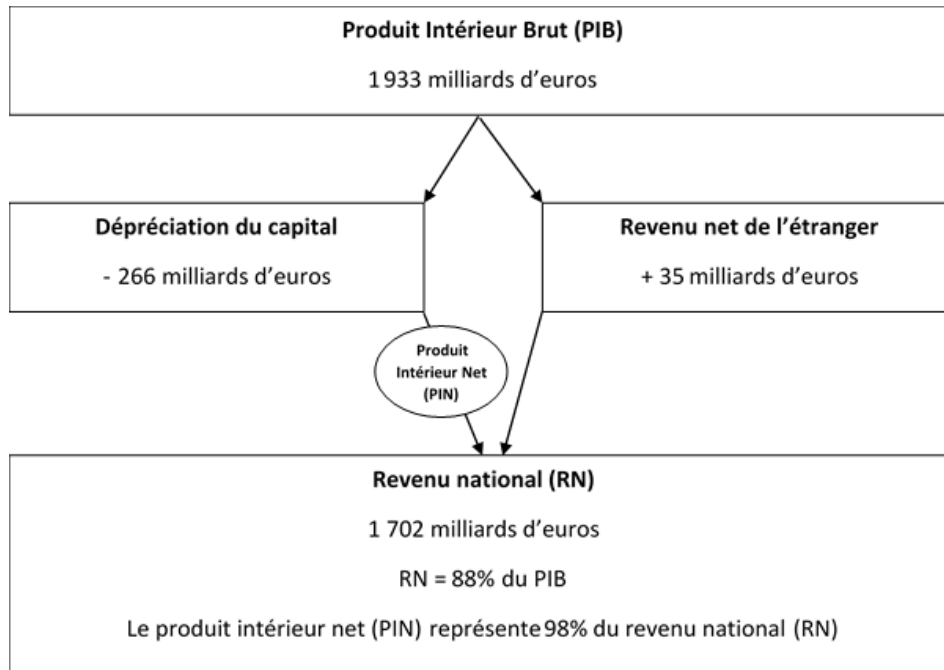 Produit Intérieur Brut (PIB)
1 933 milliards d’euros
Dépréciation du capital
- 266 milliards d’euros
Revenu net de l’étranger
+ 35 milliards d’euros
Produit
Intérieur Net
(PIN)
Revenu national (RN)
1 702 milliards d’euros
RN = 88% du PIB
Le produit intérieur net (PIN) représente 98% du revenu national (RN)